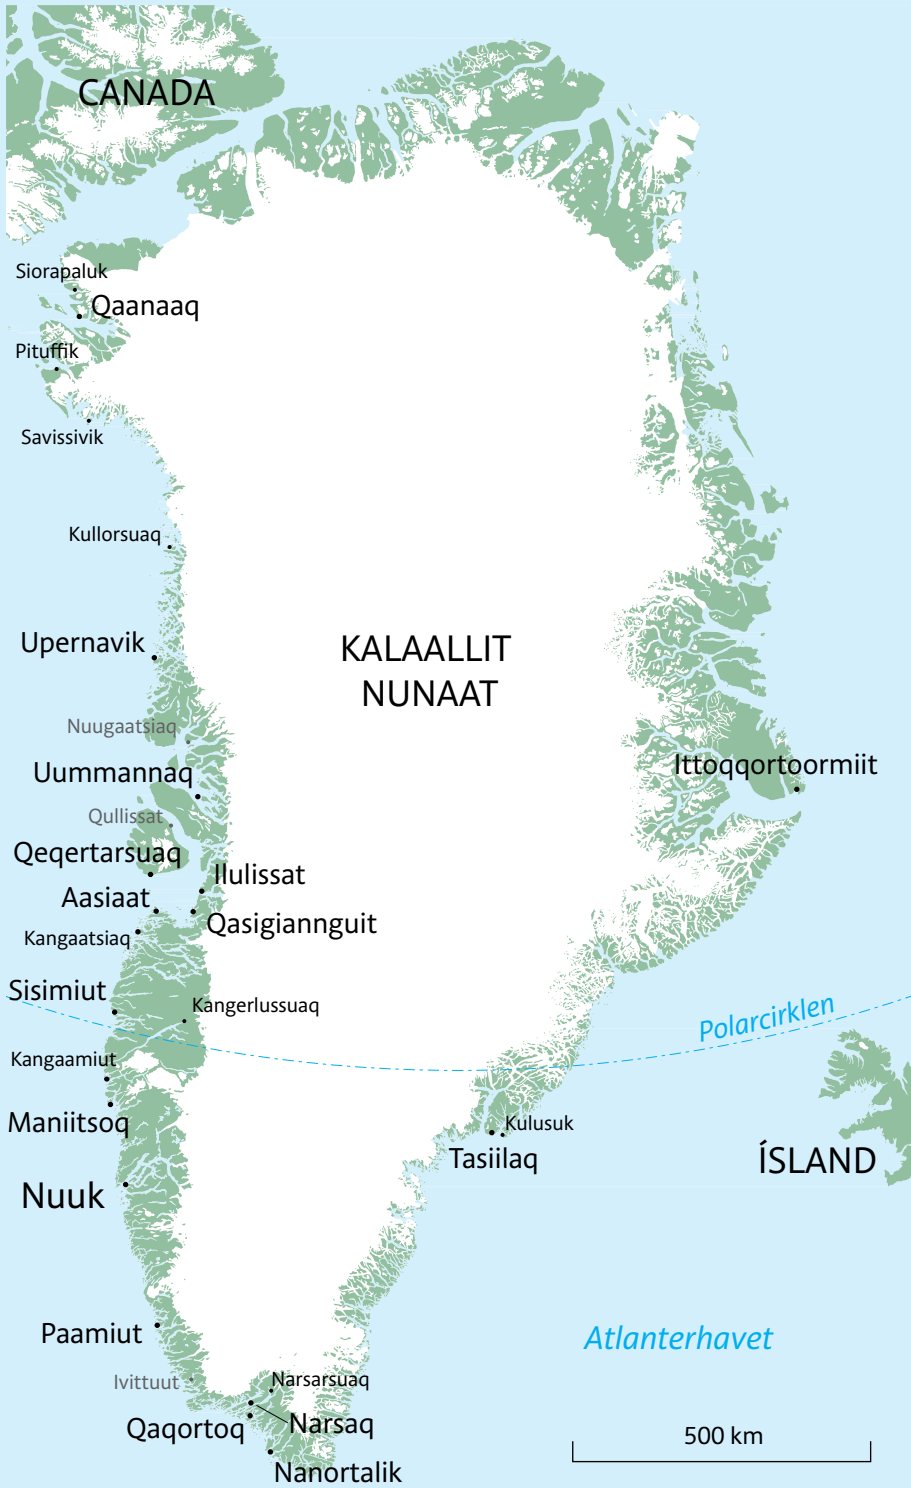 CANADA
Siorapaluk
Qaanaaq
Pituffik
Savissivik
Kullorsuaq
Upernavik
KALAALLIT
NUNAAT
Nuugaatsiaq
Ittoqqortoormiit
Uummannaq
Qullissat
Qeqertarsuaq
Ilulissat
Aasiaat
Qasigiannguit
Kangaatsiaq
Sisimiut
Kangerlussuaq
Polarcirklen
Kangaamiut
Maniitsoq
Kulusuk
Tasiilaq
ÍSLAND
Nuuk
Paamiut
Atlanterhavet
Ivittuut
Narsarsuaq
Qaqortoq
Narsaq
500 km
Nanortalik